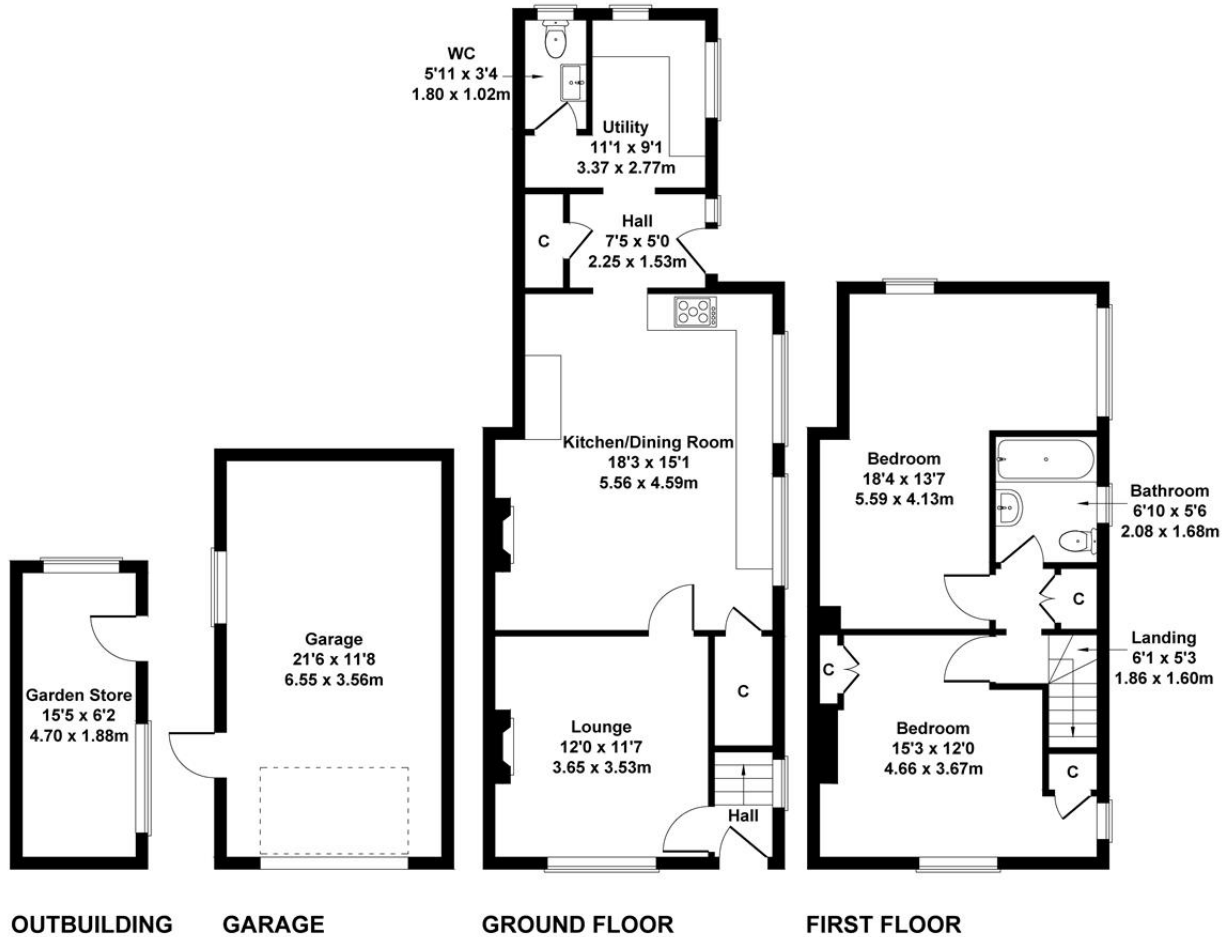 WC
5'11 x 3'4
1.80 x 1.02m
Utility
11'1 x 9'1
3.37 x 2.77m
C
Hall
7'5 x 5'0
2.25 x 1.53m
Kitchen/Dining Room
18'3 x 15'1
5.56 x 4.59m
C
Lounge
12'0 x 11'7
3.65 x 3.53m
Hall
Garden Store
15'5 x 6'2
4.70 x 1.88m
Garage
21'6 x 11'8
6.55 x 3.56m
Bedroom
18'4 x 13'7
5.59 x 4.13m
Bathroom
6'10 x 5'6
2.08 x 1.68m
C
Landing
6'1 x 5'3
1.86 x 1.60m
C
Bedroom
15'3 x 12'0
4.66 x 3.67m
C
OUTBUILDING
GARAGE
GROUND FLOOR
FIRST FLOOR